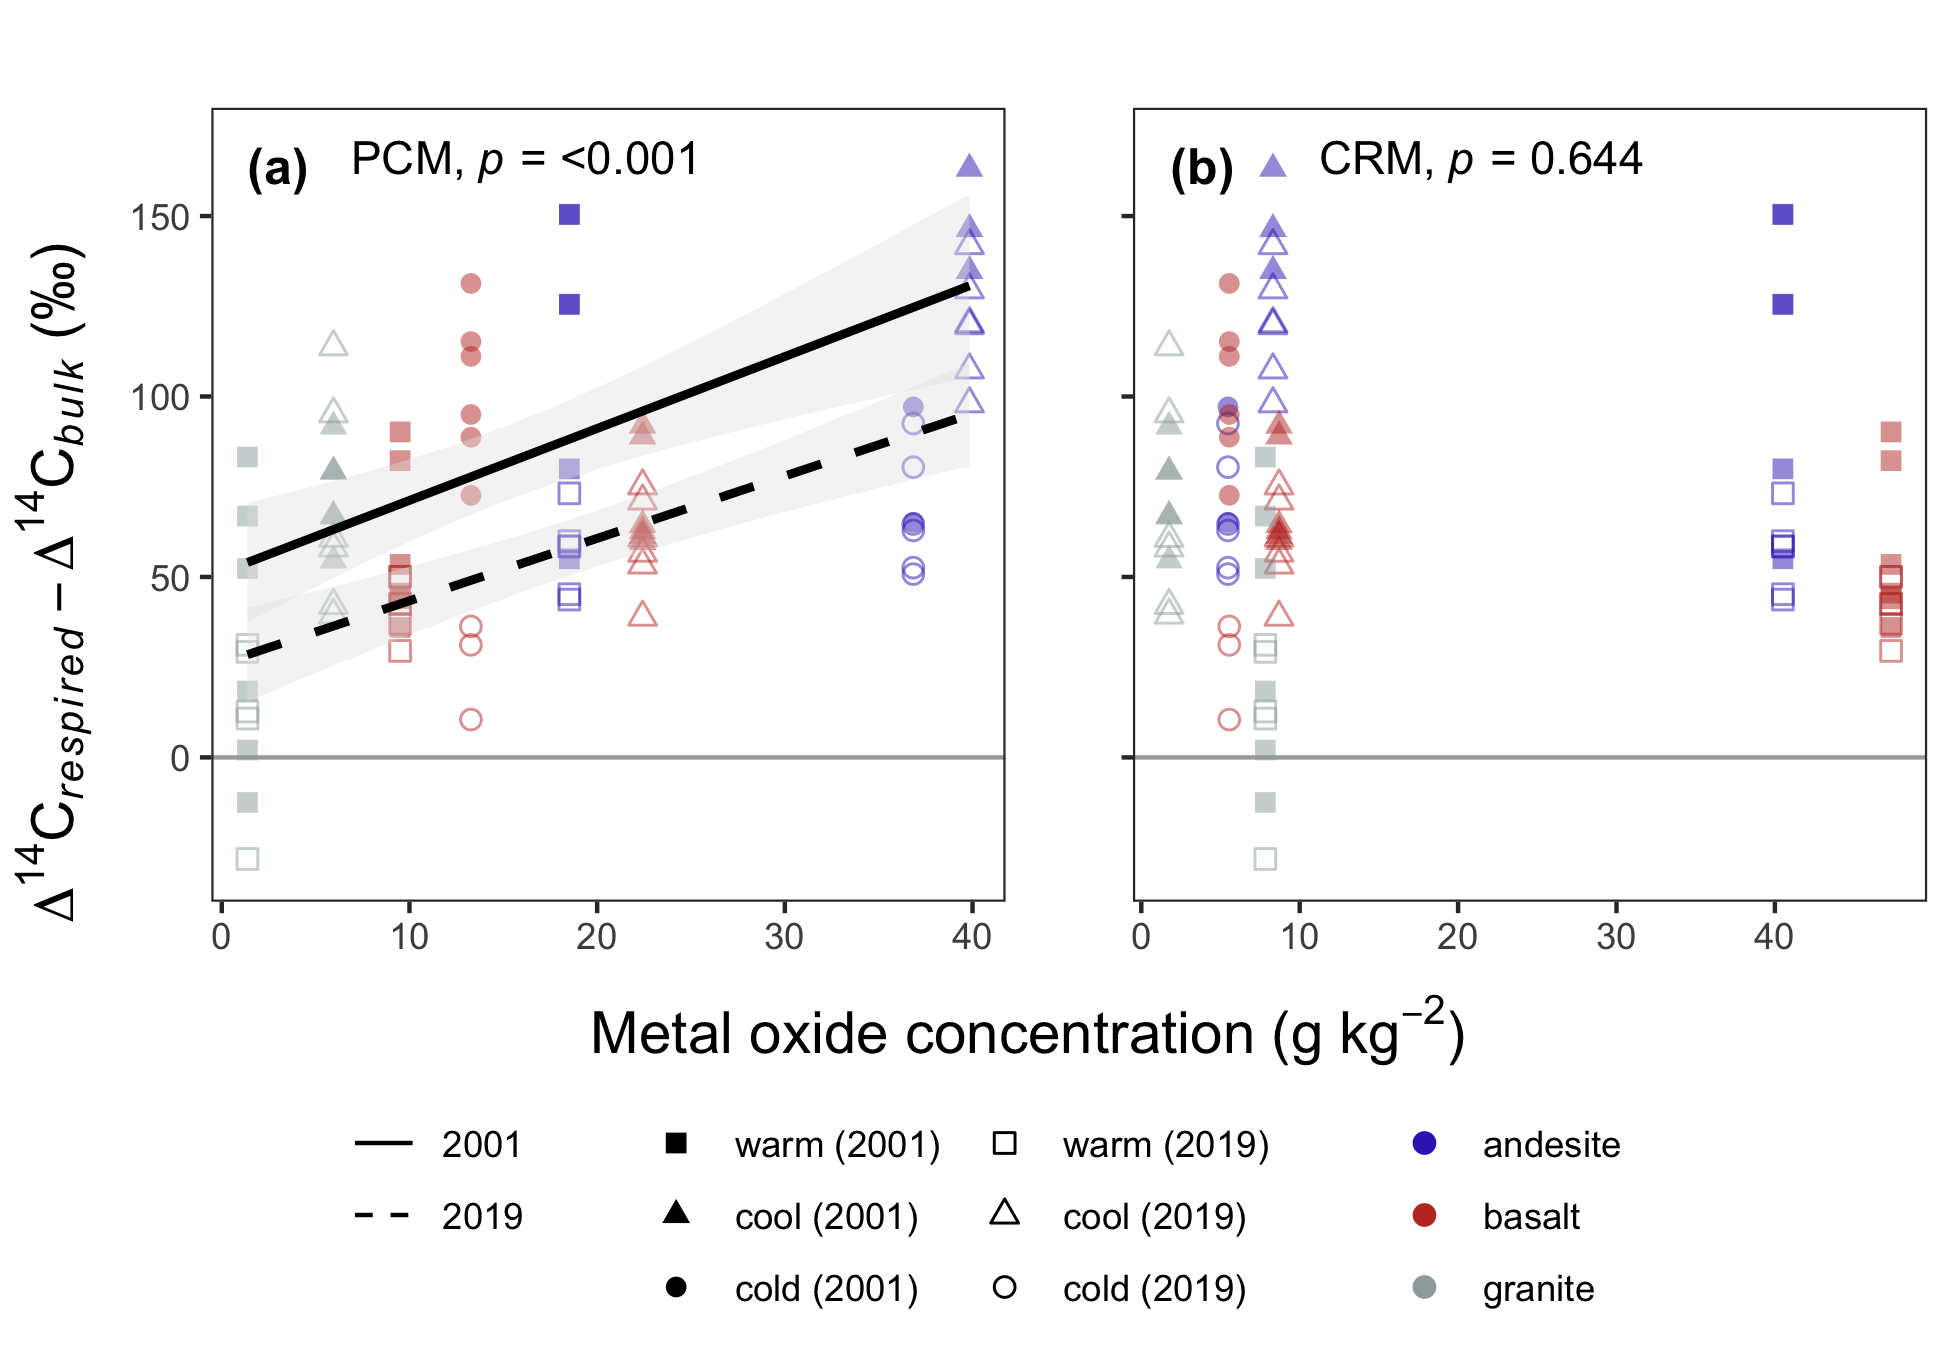 (a) PCM, p = <0.001
(b) CRM, p = 0.644
Δ¹⁴C_respired − Δ¹⁴C_bulk (‰)
150
100
50
0
0 10 20 30 40
0 10 20 30 40
Metal oxide concentration (g kg⁻²)
2001 warm (2001) warm (2019) andesite
2019 cool (2001) cool (2019) basalt
cold (2001) cold (2019) granite